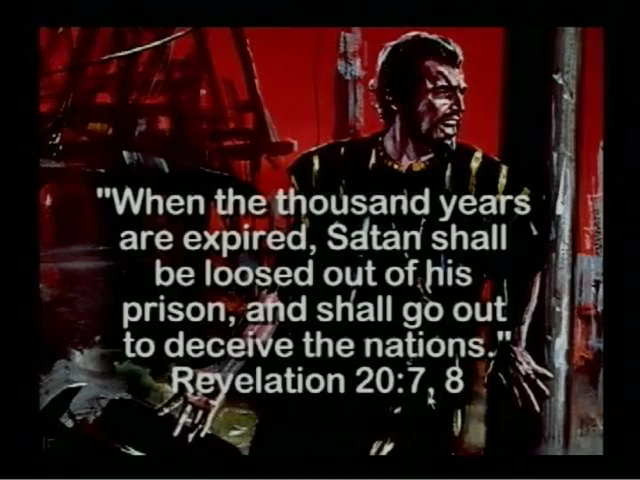 "When the thousand years
are expired, Satan shall
be loosed out of his
prison, and shall go out
to deceive the nations."
Revelation 20:7, 8